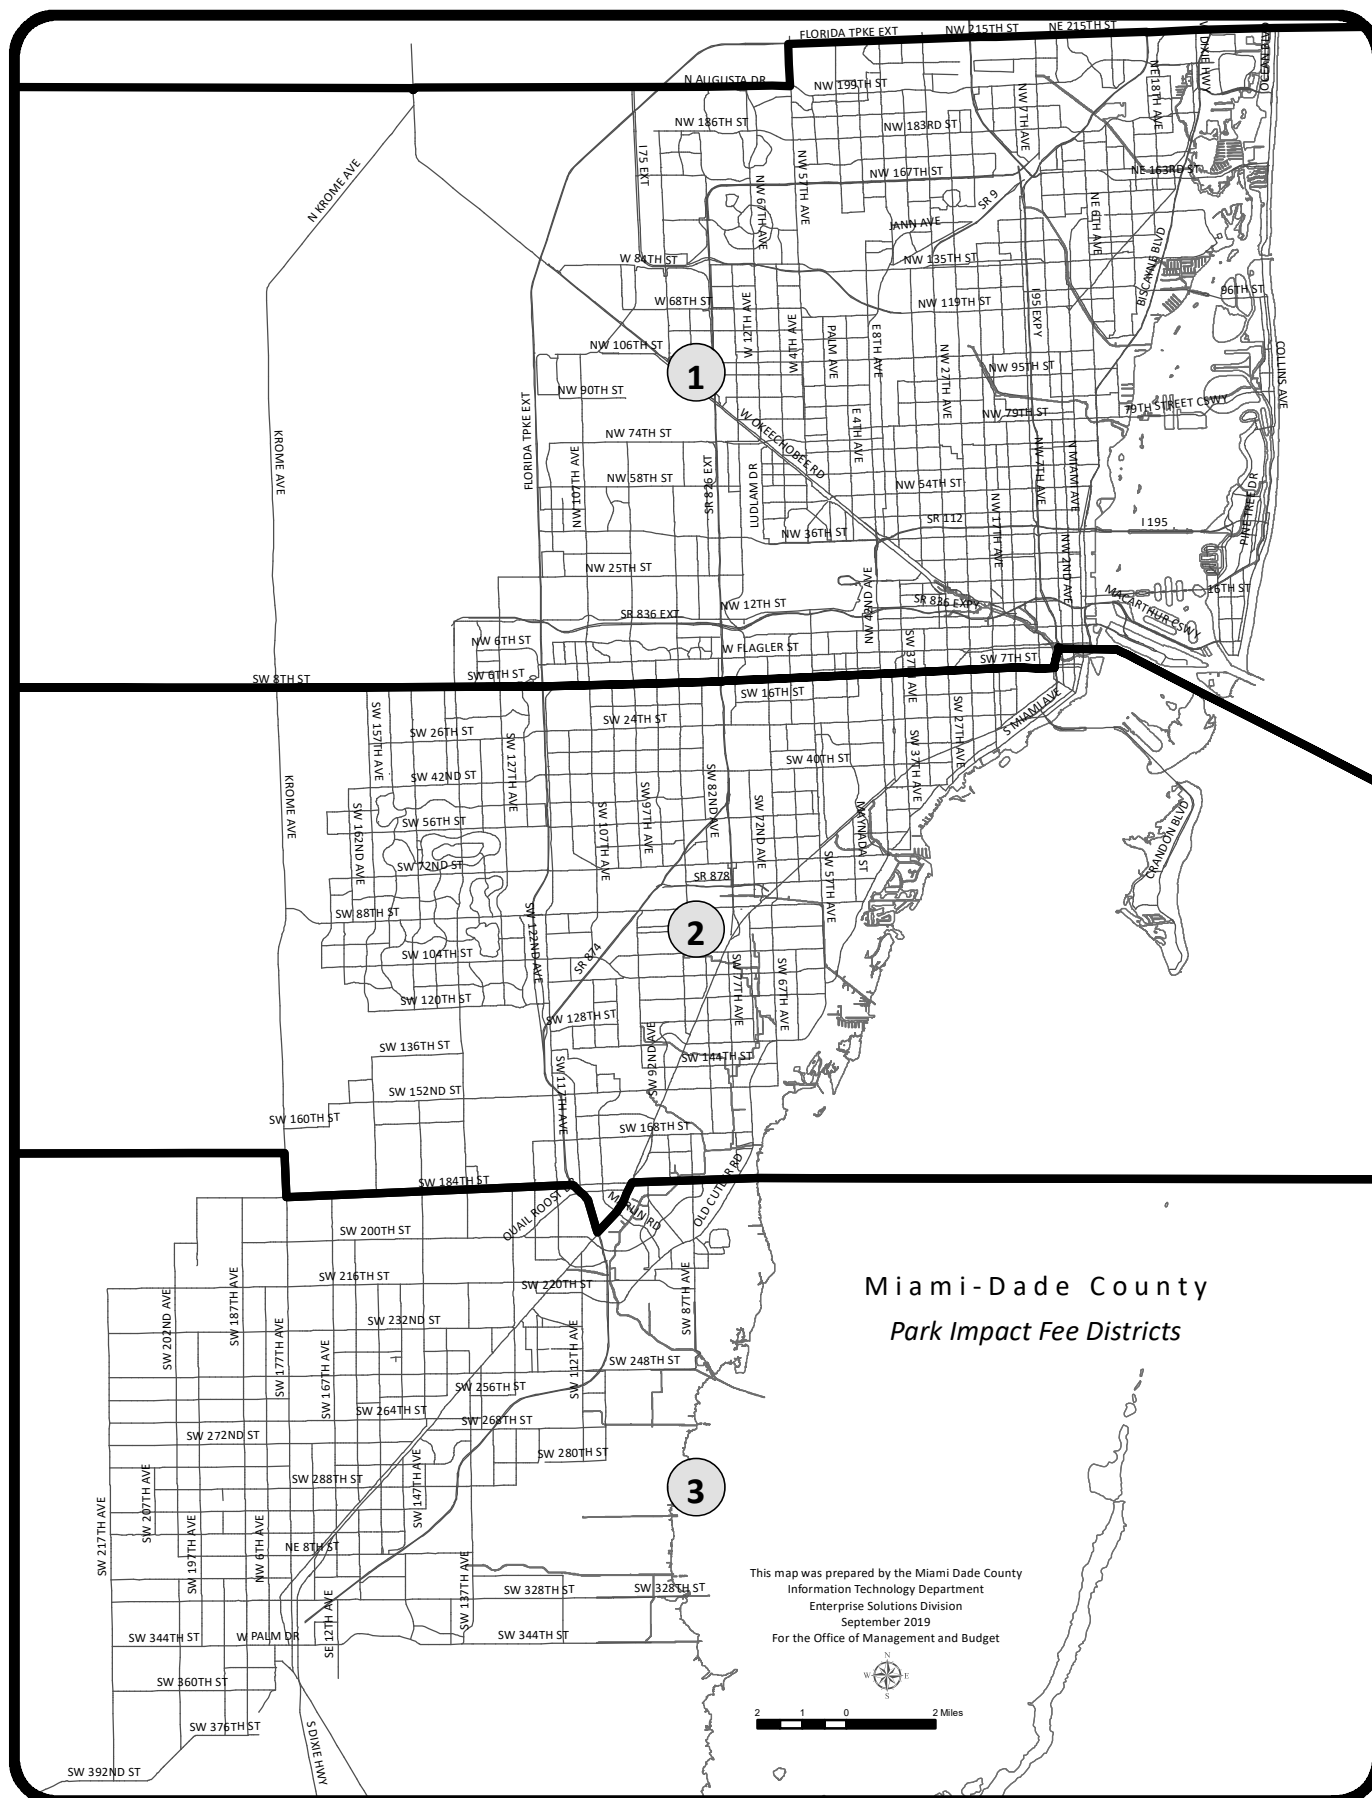 FLORIDA TPKE EXT
NW 215TH ST
NE 215TH ST
N AUGUSTA DR
NW 199TH ST
NE 18TH AVE
OCEAN BLVD
NW 7TH AVE
NW 186TH ST
NW 183RD ST
I 75 EXT
NW 57TH AVE
NW 167TH ST
NE 163RD ST
N KROME AVE
NW 67TH AVE
SR 9
NE 6TH AVE
JANN AVE
W 84TH ST
NW 135TH ST
BISCAYNE BLVD
96TH ST
W 68TH ST
W 12TH AVE
NW 119TH ST
I 95 EXPY
W 4TH AVE
PALM AVE
E 8TH AVE
NW 106TH ST
1
NW 27TH AVE
NW 95TH ST
COLLINS AVE
NW 90TH ST
79TH STREET CSWY
NW 79TH ST
FLORIDA TPKE EXT
W OKEECHOBEE RD
E 4TH AVE
KROME AVE
NW 74TH ST
NW 107TH AVE
NW 58TH ST
SR 826 EXT
LUDLAM DR
NW 54TH ST
NW 7TH AVE
N MIAMI AVE
PINE TREE DR
SR 112
I 195
NW 36TH ST
NW 17TH AVE
NW 25TH ST
NW 2ND AVE
16TH ST
MACARTHUR CSWY
NW 42ND AVE
NW 12TH ST
SR 836 EXPY
SR 836 EXT
NW 6TH ST
W FLAGLER ST
SW 37TH AVE
SW 7TH ST
SW 8TH ST
SW 6TH ST
SW 16TH ST
SW 157TH AVE
SW 24TH ST
SW 27TH AVE
S MIAMI AVE
SW 26TH ST
SW 127TH AVE
SW 37TH AVE
SW 40TH ST
SW 42ND ST
SW 82ND AVE
KROME AVE
SW 162ND AVE
SW 97TH AVE
SW 107TH AVE
SW 72ND AVE
MAYNADA ST
CRANDON BLVD
SW 56TH ST
SW 72ND ST
SW 57TH AVE
SR 878
SW 88TH ST
2
SW 122ND AVE
SW 104TH ST
SR 874
SW 77TH AVE
SW 67TH AVE
SW 120TH ST
SW 128TH ST
SW 92ND AVE
SW 136TH ST
SW 144TH ST
SW 117TH AVE
SW 152ND ST
SW 160TH ST
SW 168TH ST
SW 184TH ST
OLD CUTLER RD
SW 200TH ST
SW 216TH ST
SW 220TH ST
SW 87TH AVE
SW 187TH AVE
SW 202ND AVE
SW 232ND ST
Miami-Dade County
Park Impact Fee Districts
SW 177TH AVE
SW 167TH AVE
SW 112TH AVE
SW 248TH ST
SW 256TH ST
SW 264TH ST
SW 268TH ST
SW 272ND ST
SW 280TH ST
SW 288TH ST
SW 147TH AVE
3
SW 207TH AVE
SW 217TH AVE
SW 197TH AVE
NW 6TH AVE
NE 8TH ST
SW 137TH AVE
SW 328TH ST
SW 328TH ST
SE 12TH AVE
SW 344TH ST
W PALM DR
SW 344TH ST
SW 360TH ST
SW 376TH ST
S DIXIE HWY
SW 392ND ST
This map was prepared by the Miami Dade County
Information Technology Department
Enterprise Solutions Division
September 2019
For the Office of Management and Budget
N
W E
S
2 1 0 2 Miles